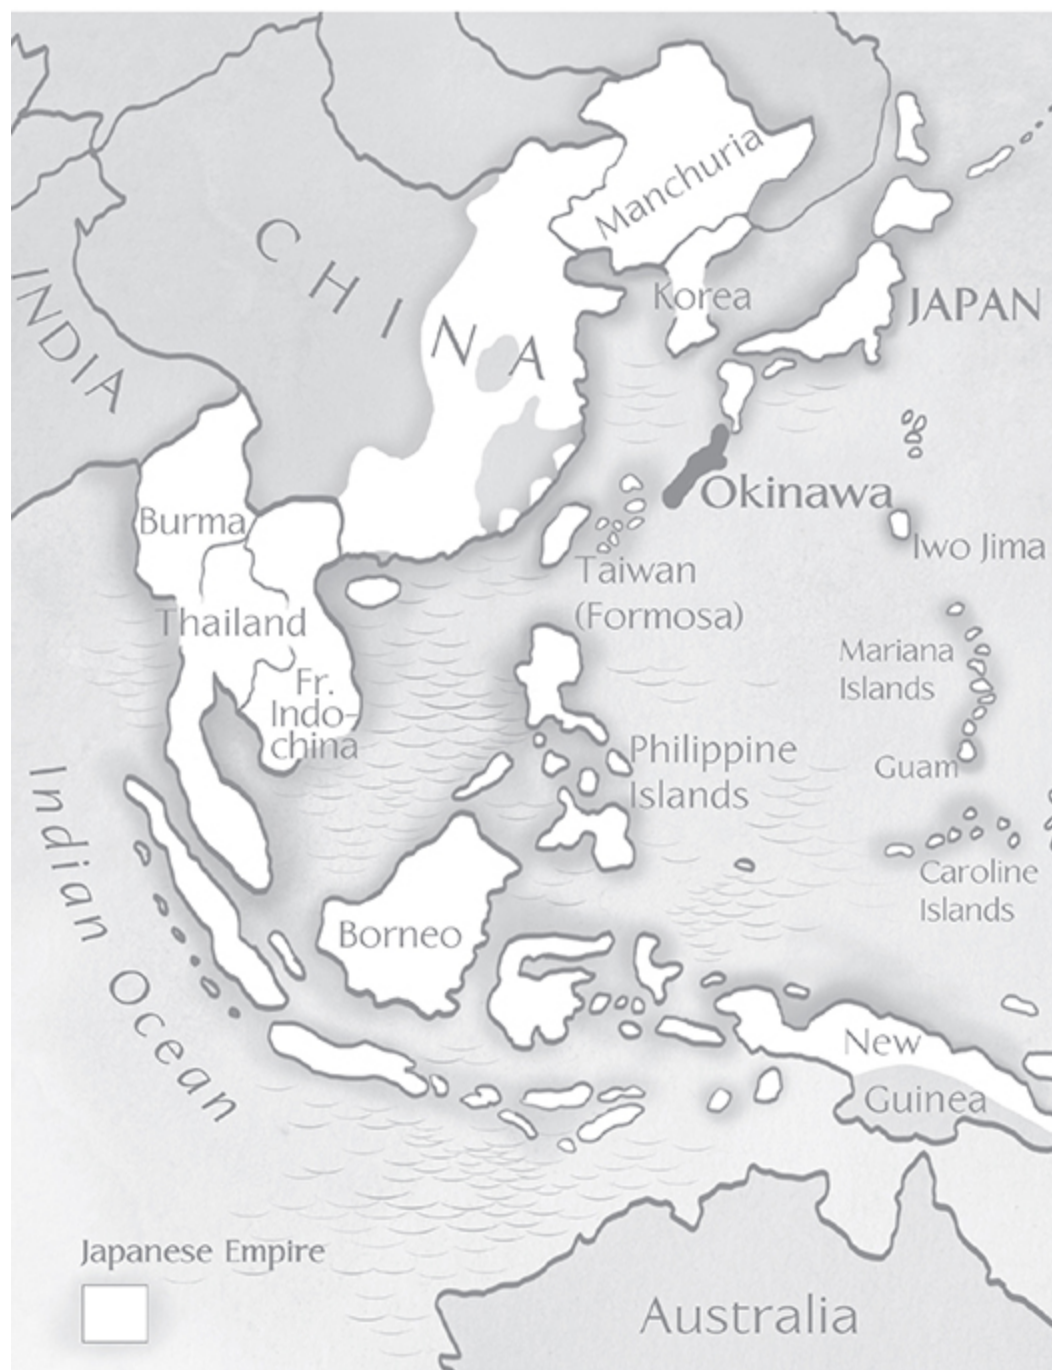 CHINA
Manchuria
INDIA
Korea
JAPAN
Okinawa
Burma
Iwo Jima
Taiwan
(Formosa)
Thailand
Mariana
Islands
Fr.
Indo-
china
Philippine
Islands
Guam
Indian Ocean
Caroline
Islands
Borneo
New
Guinea
Japanese Empire
Australia